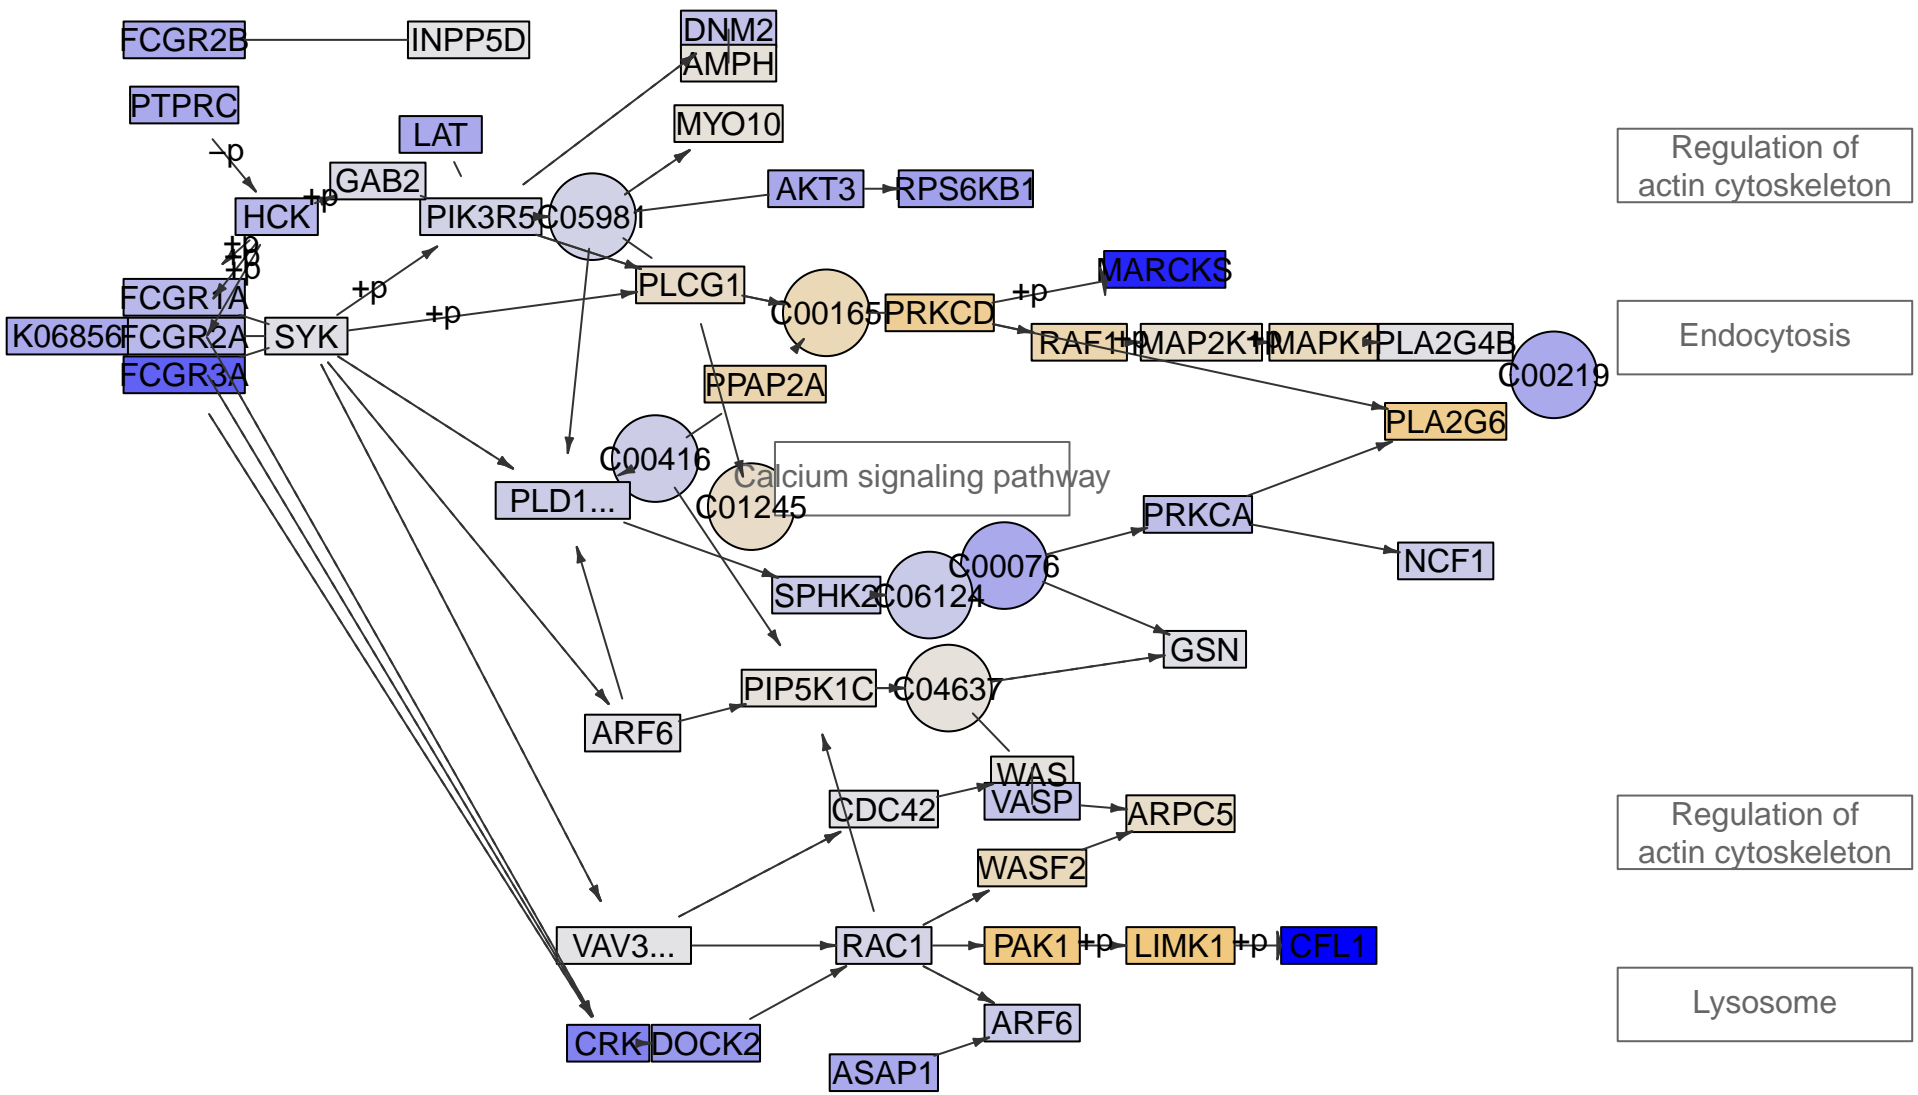 FCGR2B
INPP5D
DNM2
AMPH
PTPRC
LAT
MYO10
Regulation of
actin cytoskeleton
–p
GAB2
+p
HCK
PIK3R5
C05981
AKT3
RPS6KB1
+p
+p
+p
MARCKS
FCGR1A
+p
+p
PLCG1
C00165
PRKCD
+p
K06856
FCGR2A
SYK
RAF1
+p
MAP2K1
+p
MAPK1
PLA2G4B
C00219
Endocytosis
FCGR3A
PPAP2A
PLA2G6
C00416
Calcium signaling pathway
PLD1...
C01245
PRKCA
NCF1
C00076
SPHK2
C06124
GSN
PIP5K1C
C04637
ARF6
WAS
VASP
CDC42
ARPC5
Regulation of
actin cytoskeleton
WASF2
VAV3...
RAC1
PAK1
+p
LIMK1
+p
CFL1
Lysosome
ARF6
CRK
DOCK2
ASAP1